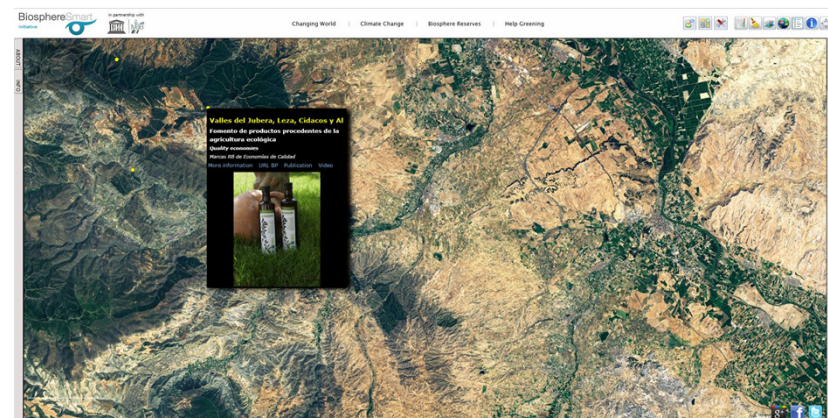 BiosphereSmart
Initiative
in partnership with
Changing World | Climate Change | Biosphere Reserves | Help Greening
ABOUT
INFO
Valles del Jubera, Leza, Cidacos y Al
Fomento de productos procedentes de la
agricultura ecológica
Quality economies
Marcas RB de Economías de Calidad
More information URL BP Publication Video